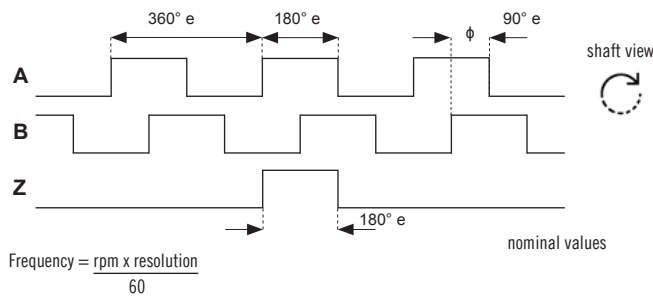 360° e 180° e ϕ 90° e
shaft view
A
B
Z
180° e
nominal values
Frequency = rpm x resolution
60